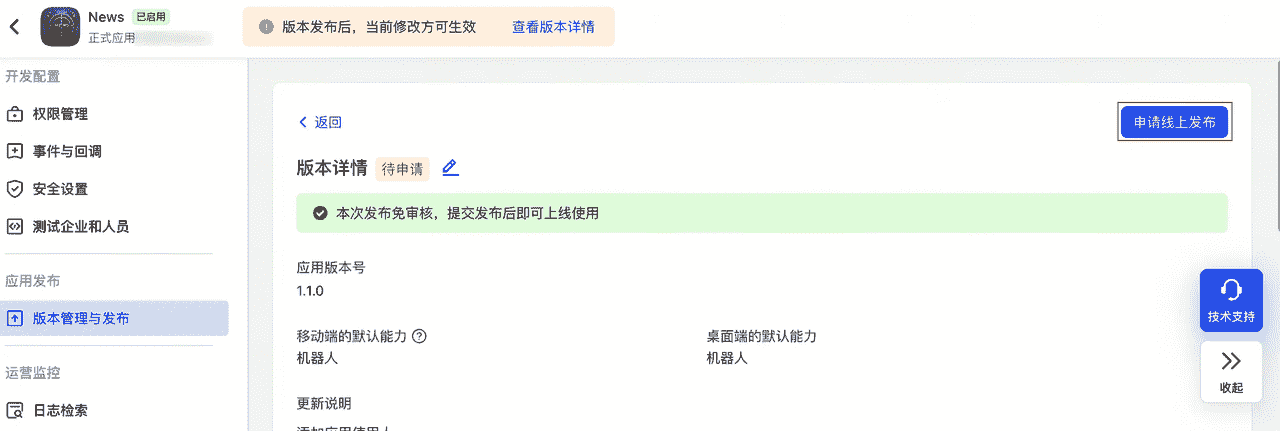 News 已启用
正式应用
版本发布后，当前修改方可生效 查看版本详情
开发配置
权限管理
事件与回调
安全设置
测试企业和人员
应用发布
版本管理与发布
运营监控
日志检索
返回
申请线上发布
版本详情 待申请
本次发布免审核，提交发布后即可上线使用
应用版本号
1.1.0
移动端的默认能力 桌面端的默认能力
机器人 机器人
更新说明
技术支持
收起